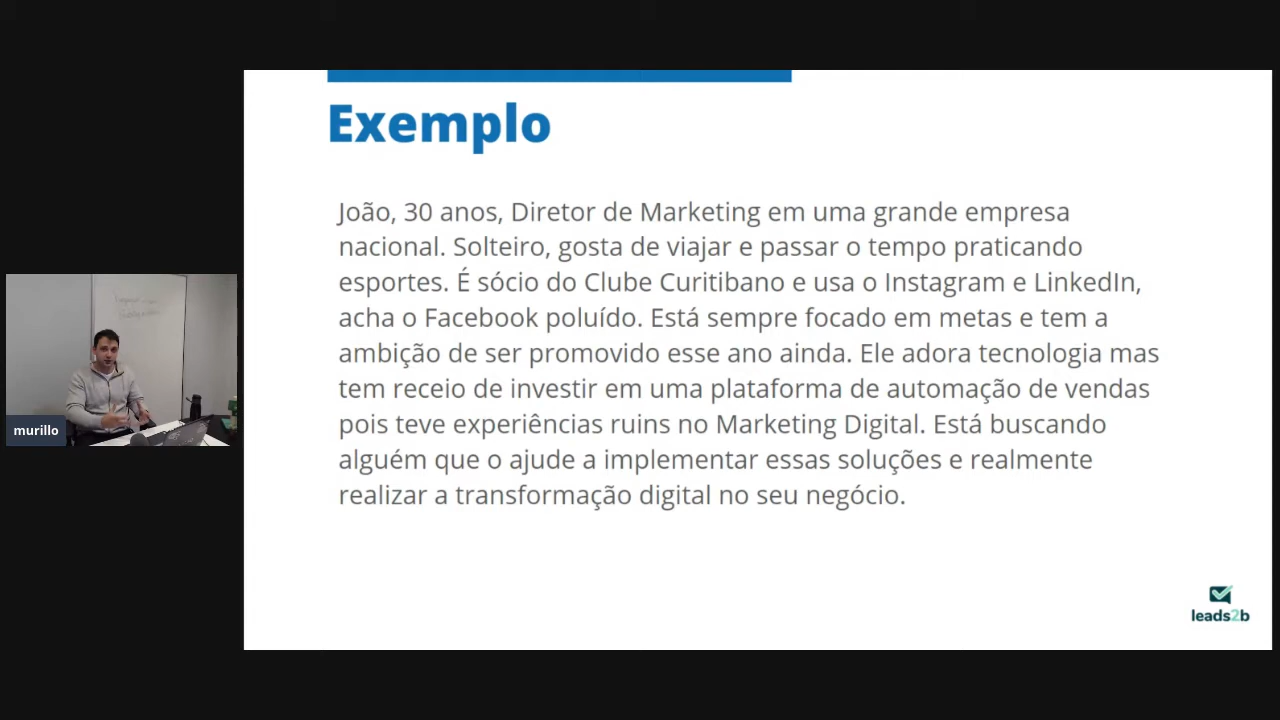 Exemplo
João, 30 anos, Diretor de Marketing em uma grande empresa
nacional. Solteiro, gosta de viajar e passar o tempo praticando
esportes. É sócio do Clube Curitibano e usa o Instagram e LinkedIn,
acha o Facebook poluído. Está sempre focado em metas e tem a
ambição de ser promovido esse ano ainda. Ele adora tecnologia mas
tem receio de investir em uma plataforma de automação de vendas
pois teve experiências ruins no Marketing Digital. Está buscando
alguém que o ajude a implementar essas soluções e realmente
realizar a transformação digital no seu negócio.
murillo
leads2b